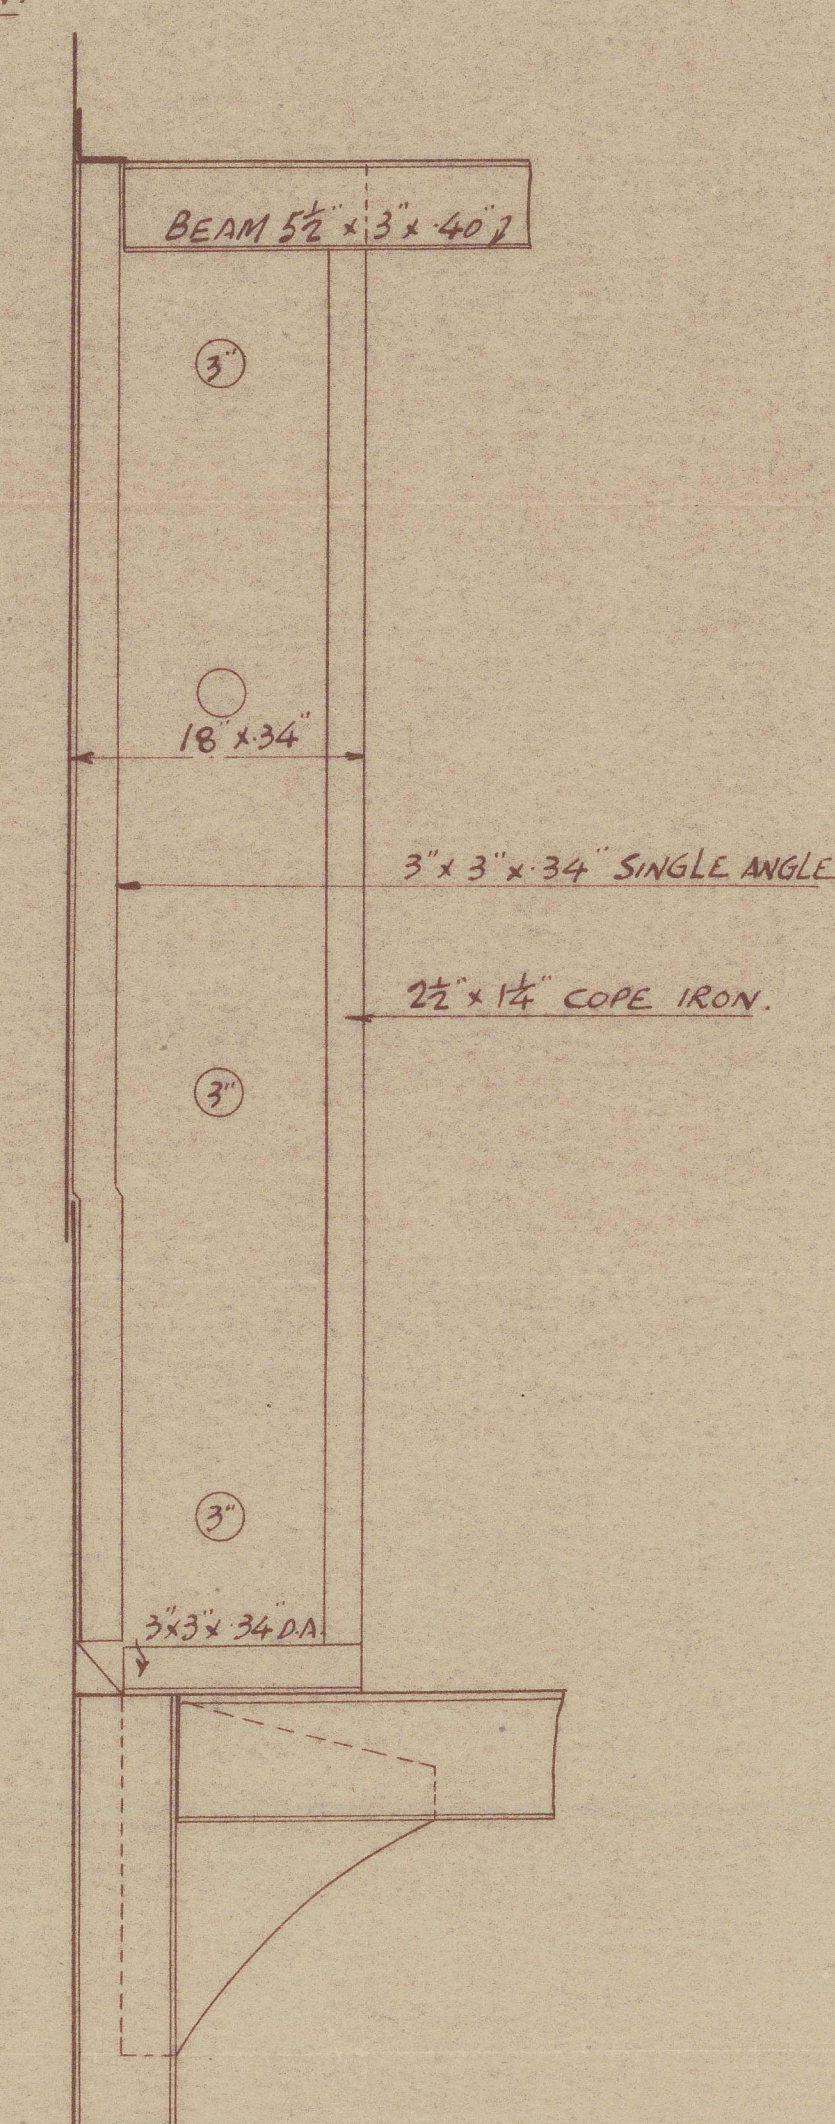 BEAM 5½" x 3" x .40"
3"
18" x .34"
3" x 3" x .34" SINGLE ANGLE
2½" x 1¼" COPE IRON.
3"
3"
3"x3"x .34" D.A.